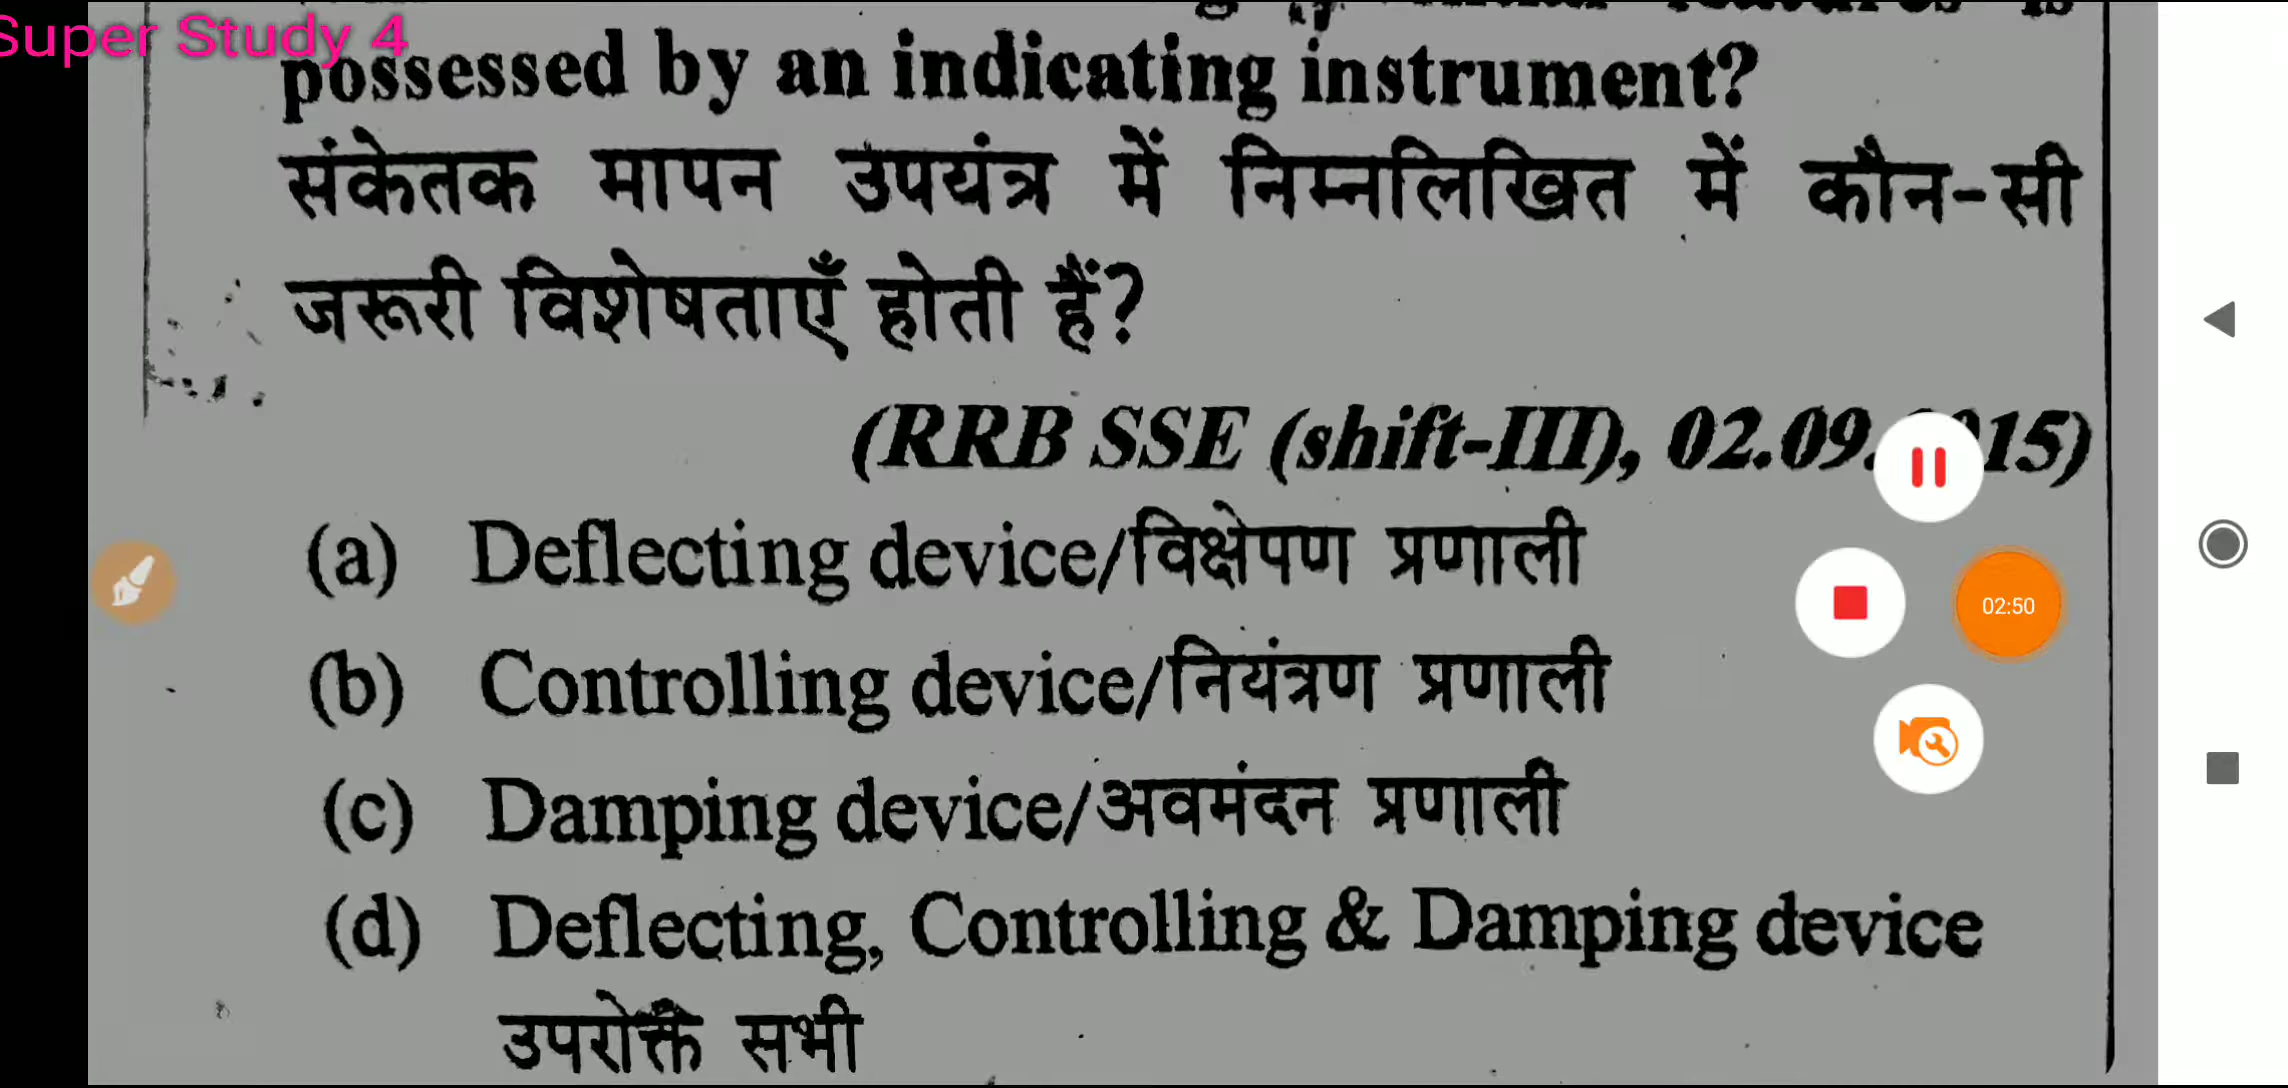 Super Study 4
possessed by an indicating instrument?
संकेतक मापन उपयंत्र में निम्नलिखित में कौन-सी
जरूरी विशेषताएँ होती हैं?
(RRB SSE (shift-III), 02.09. 15)
(a) Deflecting device/विक्षेपण प्रणाली
(b) Controlling device/नियंत्रण प्रणाली
02:50
(c) Damping device/अवमंदन प्रणाली
(d) Deflecting, Controlling & Damping device
उपरोक्त सभी